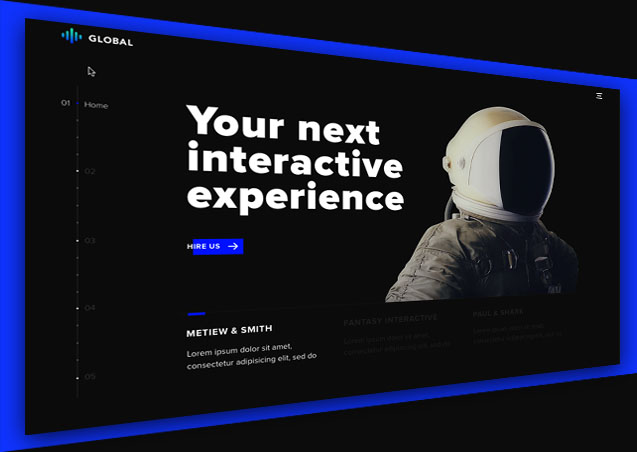 GLOBAL
01 Home
Your next
interactive
experience
02
03
HIRE US
04
METIEW & SMITH
Lorem ipsum dolor sit amet,
consectetur adipisicing elit, sed do
FANTASY INTERACTIVE
Lorem ipsum dolor sit amet,
consectetur adipisicing elit, sed do
PAUL & SHARK
Lorem ipsum dolor sit amet,
consectetur adipisicing elit, sed do
05